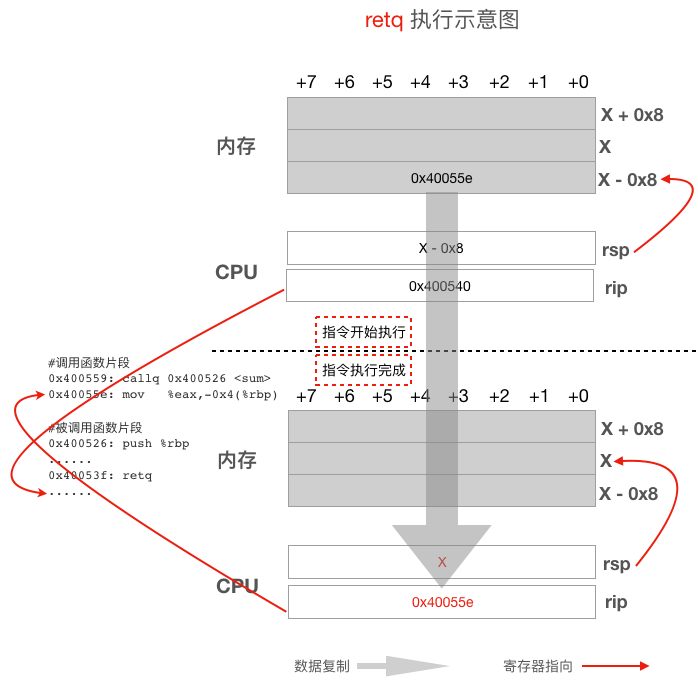 retq 执行示意图
+7 +6 +5 +4 +3 +2 +1 +0
X + 0x8
内存 X
0x40055e X - 0x8
X - 0x8 rsp
CPU
0x400540 rip
指令开始执行
#调用函数片段
指令执行完成
0x400559: callq 0x400526 <sum>
0x40055e: mov %eax,-0x4(%rbp)
+7 +6 +5 +4 +3 +2 +1 +0
#被调用函数片段
X + 0x8
0x400526: push %rbp
......
内存 X
0x40053f: retq
...... X - 0x8
X rsp
CPU
0x40055e rip
数据复制 寄存器指向